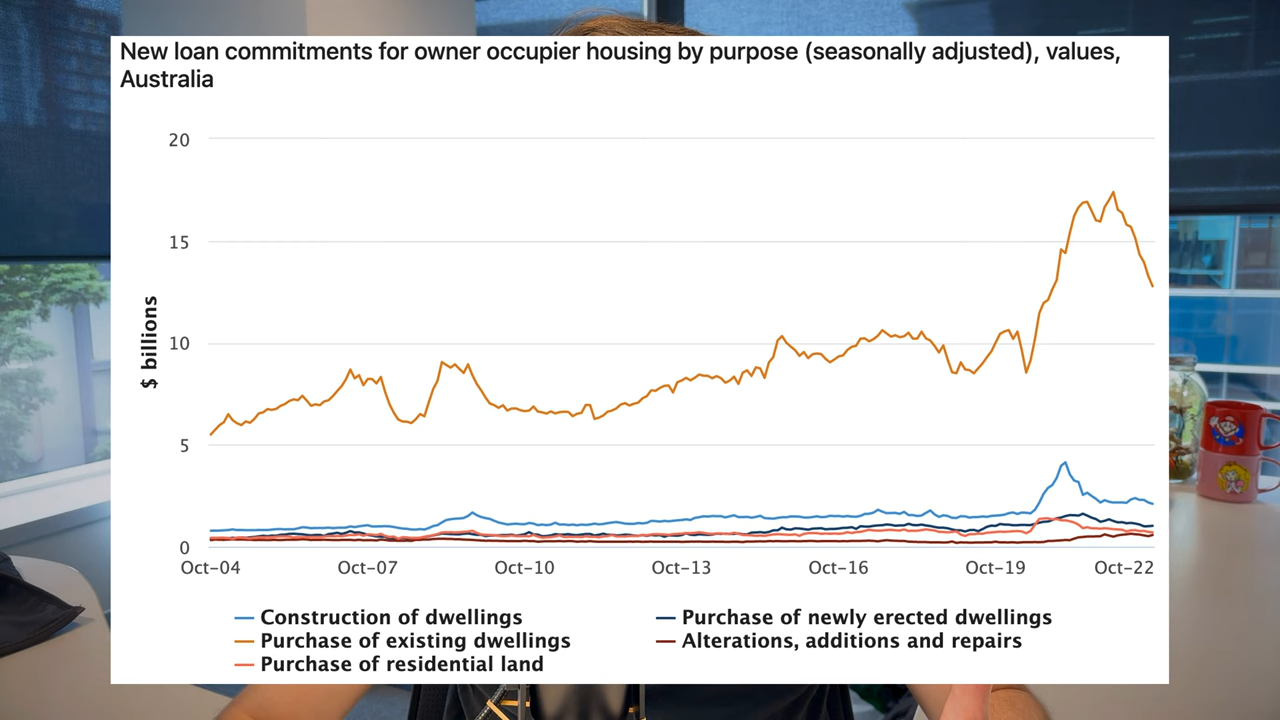 New loan commitments for owner occupier housing by purpose (seasonally adjusted), values,
Australia
20
15
10
5
0
$ billions
Oct-04 Oct-07 Oct-10 Oct-13 Oct-16 Oct-19 Oct-22
Construction of dwellings Purchase of newly erected dwellings
Purchase of existing dwellings Alterations, additions and repairs
Purchase of residential land